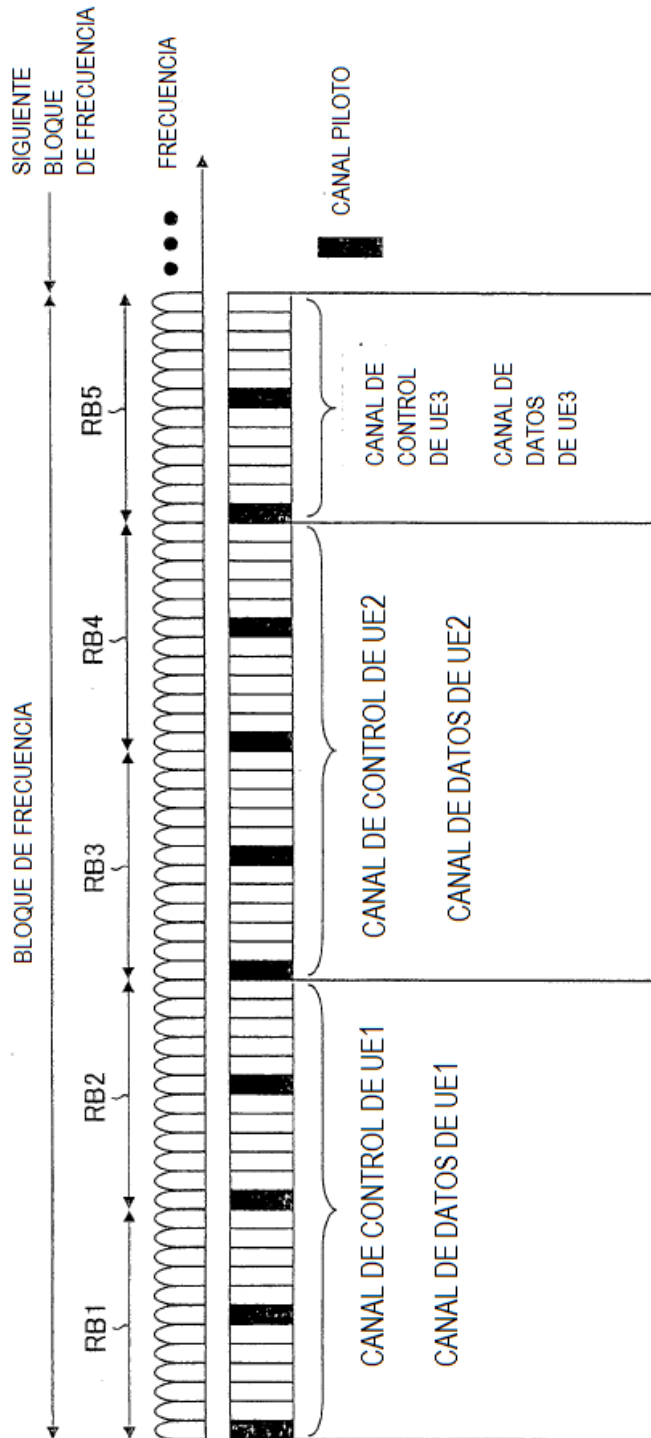 BLOQUE DE FRECUENCIA
SIGUIENTE
BLOQUE
DE FRECUENCIA
RB1
RB2
RB3
RB4
RB5
FRECUENCIA
CANAL PILOTO
CANAL DE CONTROL DE UE1
CANAL DE DATOS DE UE1
CANAL DE CONTROL DE UE2
CANAL DE DATOS DE UE2
CANAL DE
CONTROL
DE UE3
CANAL DE
DATOS
DE UE3